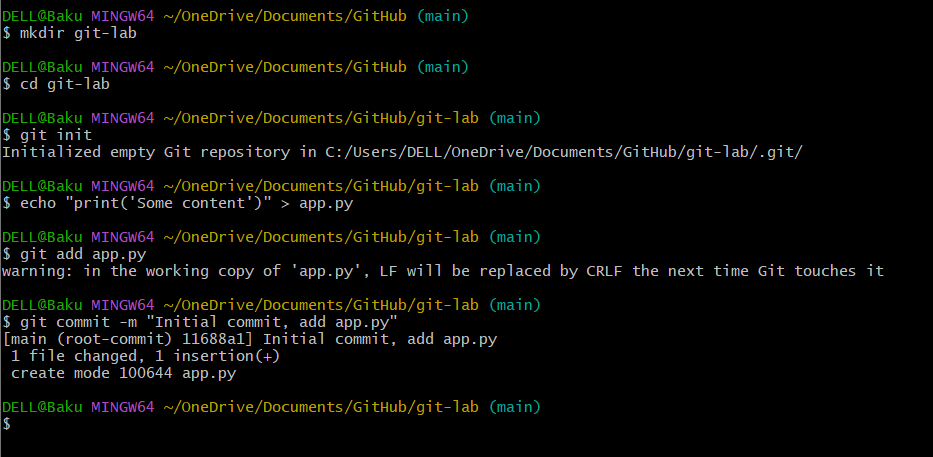 DELL@Baku MINGW64 ~/OneDrive/Documents/GitHub (main)
$ mkdir git-lab
DELL@Baku MINGW64 ~/OneDrive/Documents/GitHub (main)
$ cd git-lab
DELL@Baku MINGW64 ~/OneDrive/Documents/GitHub/git-lab (main)
$ git init
Initialized empty Git repository in C:/Users/DELL/OneDrive/Documents/GitHub/git-lab/.git/
DELL@Baku MINGW64 ~/OneDrive/Documents/GitHub/git-lab (main)
$ echo "print('Some content')" > app.py
DELL@Baku MINGW64 ~/OneDrive/Documents/GitHub/git-lab (main)
$ git add app.py
warning: in the working copy of 'app.py', LF will be replaced by CRLF the next time Git touches it
DELL@Baku MINGW64 ~/OneDrive/Documents/GitHub/git-lab (main)
$ git commit -m "Initial commit, add app.py"
[main (root-commit) 11688a1] Initial commit, add app.py
 1 file changed, 1 insertion(+)
 create mode 100644 app.py
DELL@Baku MINGW64 ~/OneDrive/Documents/GitHub/git-lab (main)
$